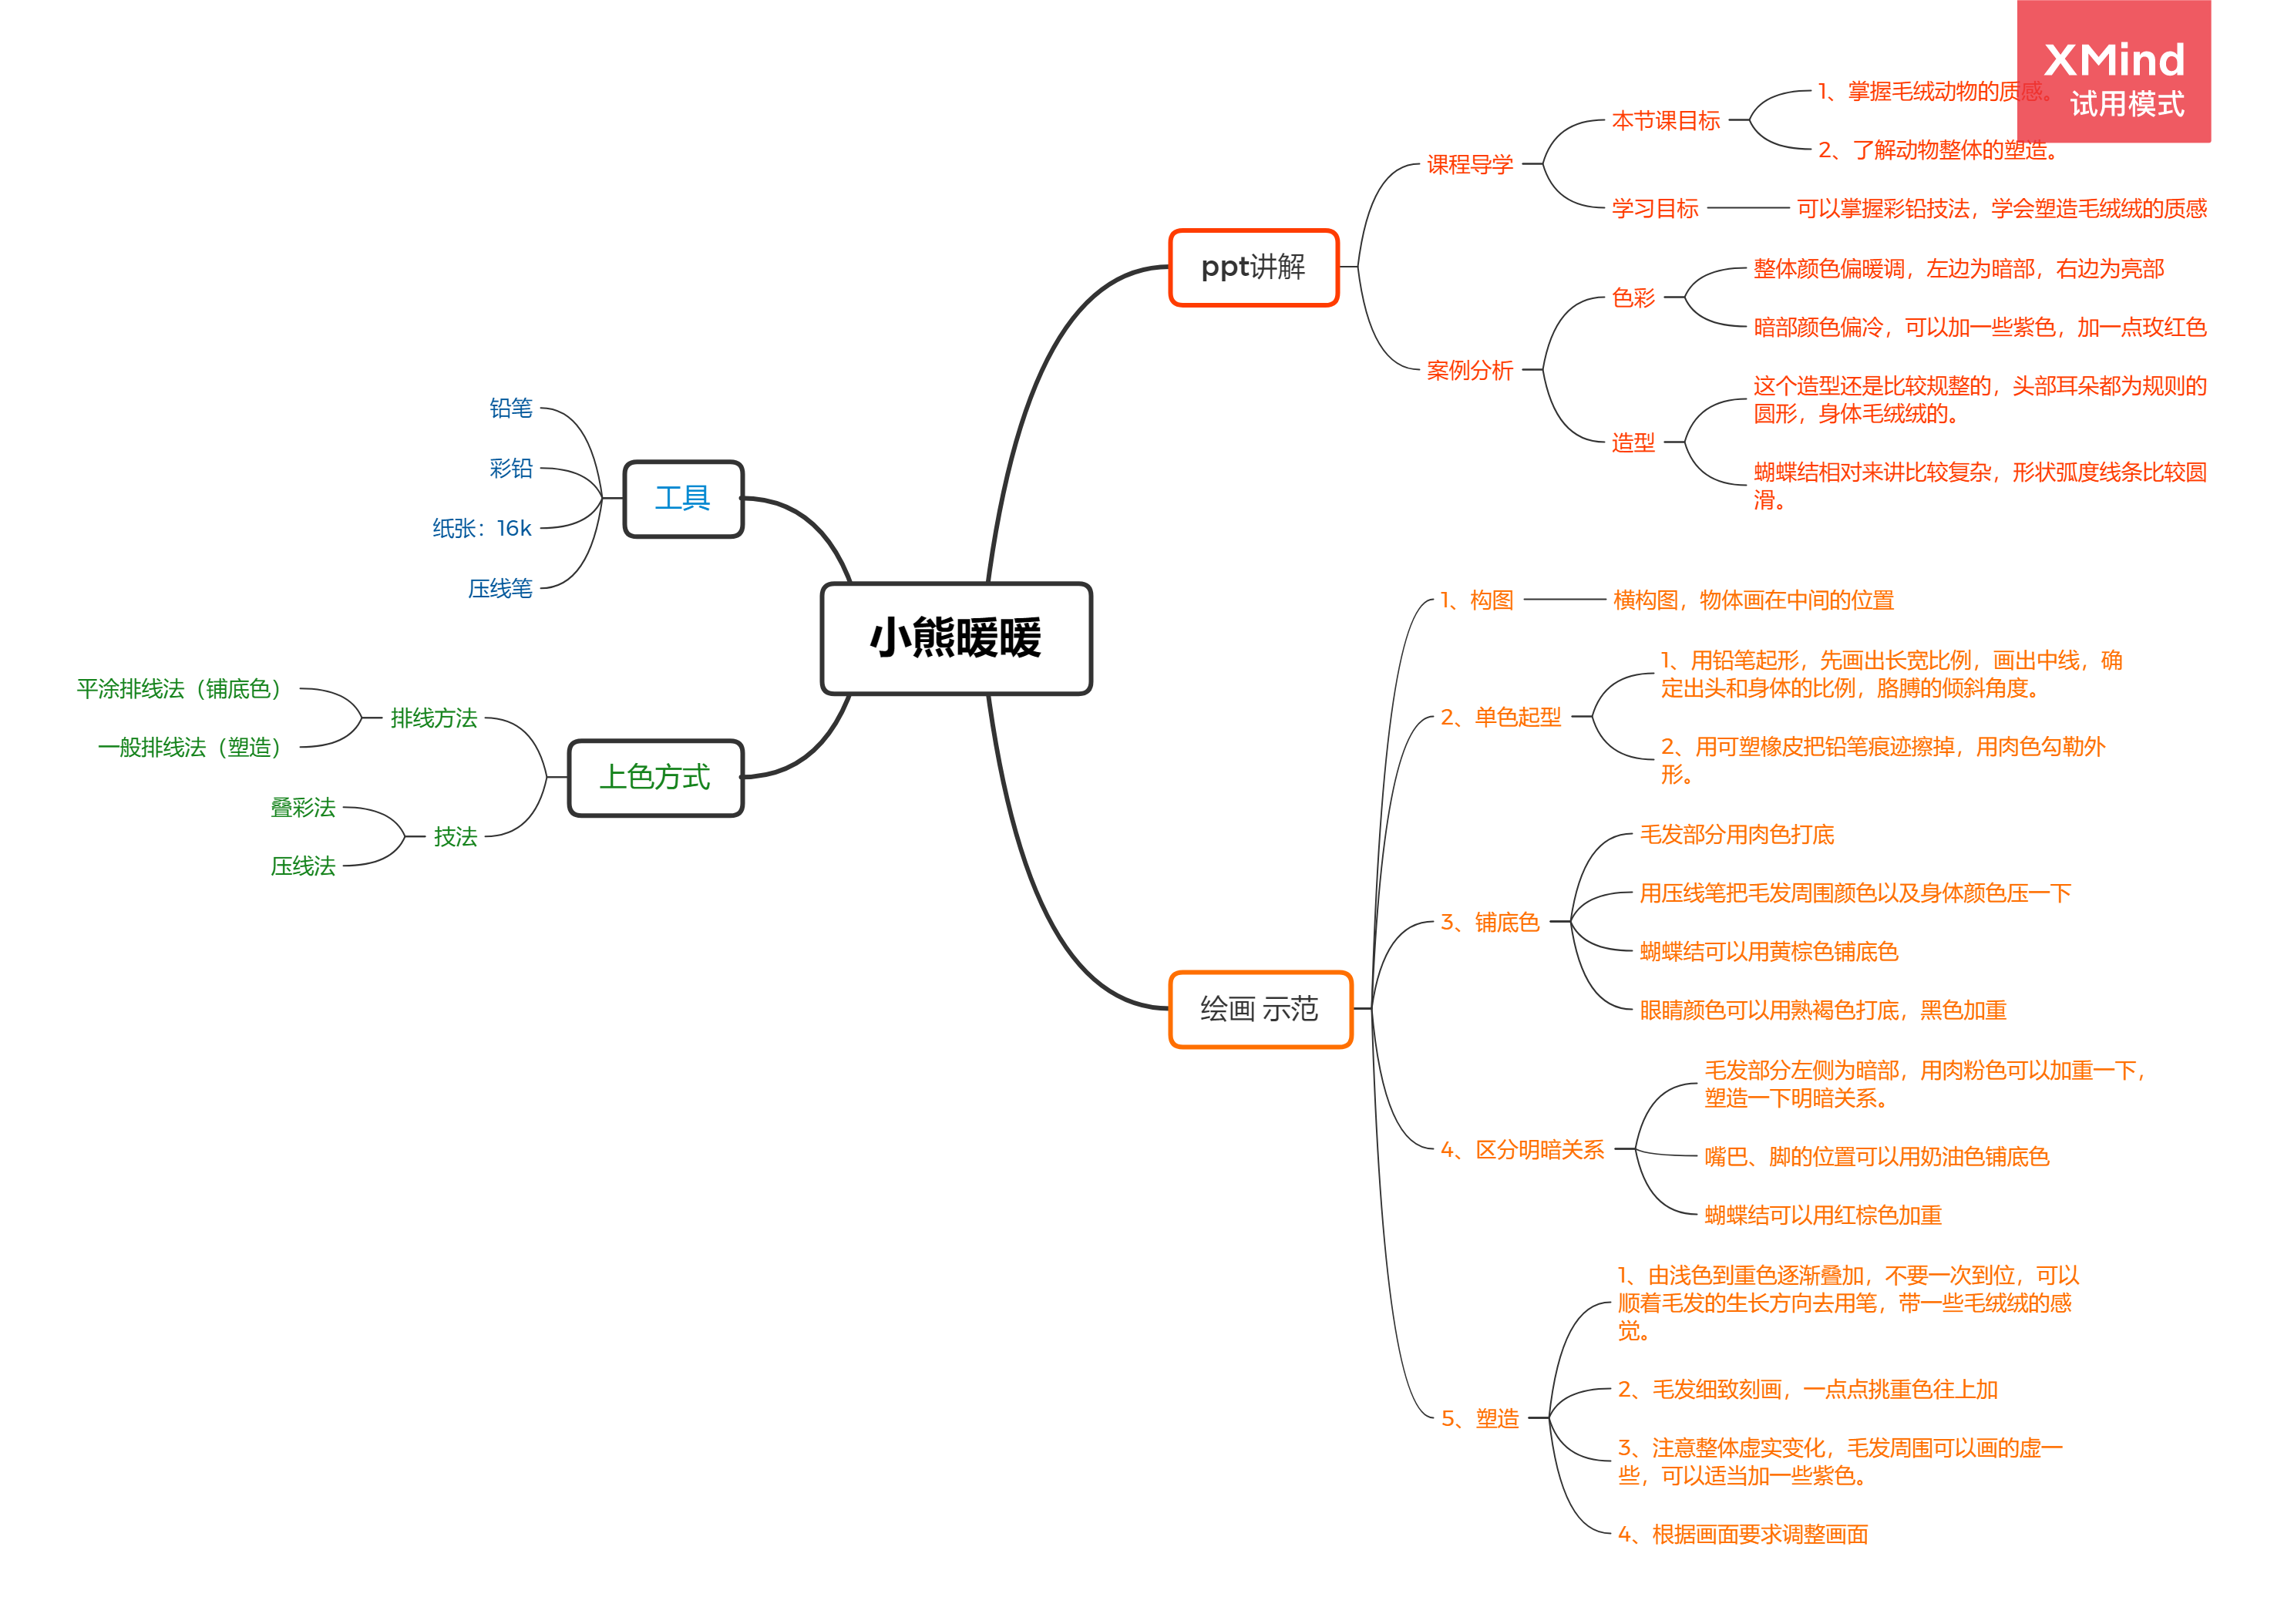 XMind
试用模式
小熊暖暖
ppt讲解
课程导学
本节课目标
1、掌握毛绒动物的质感。
2、了解动物整体的塑造。
学习目标
可以掌握彩铅技法，学会塑造毛绒绒的质感
案例分析
色彩
整体颜色偏暖调，左边为暗部，右边为亮部
暗部颜色偏冷，可以加一些紫色，加一点玫红色
造型
这个造型还是比较规整的，头部耳朵都为规则的
圆形，身体毛绒绒的。
蝴蝶结相对来讲比较复杂，形状弧度线条比较圆
滑。
绘画 示范
1、构图
横构图，物体画在中间的位置
2、单色起型
1、用铅笔起形，先画出长宽比例，画出中线，确
定出头和身体的比例，胳膊的倾斜角度。
2、用可塑橡皮把铅笔痕迹擦掉，用肉色勾勒外
形。
3、铺底色
毛发部分用肉色打底
用压线笔把毛发周围颜色以及身体颜色压一下
蝴蝶结可以用黄棕色铺底色
眼睛颜色可以用熟褐色打底，黑色加重
4、区分明暗关系
毛发部分左侧为暗部，用肉粉色可以加重一下，
塑造一下明暗关系。
嘴巴、脚的位置可以用奶油色铺底色
蝴蝶结可以用红棕色加重
5、塑造
1、由浅色到重色逐渐叠加，不要一次到位，可以
顺着毛发的生长方向去用笔，带一些毛绒绒的感
觉。
2、毛发细致刻画，一点点挑重色往上加
3、注意整体虚实变化，毛发周围可以画的虚一
些，可以适当加一些紫色。
4、根据画面要求调整画面
工具
铅笔
彩铅
纸张：16k
压线笔
上色方式
排线方法
平涂排线法（铺底色）
一般排线法（塑造）
技法
叠彩法
压线法